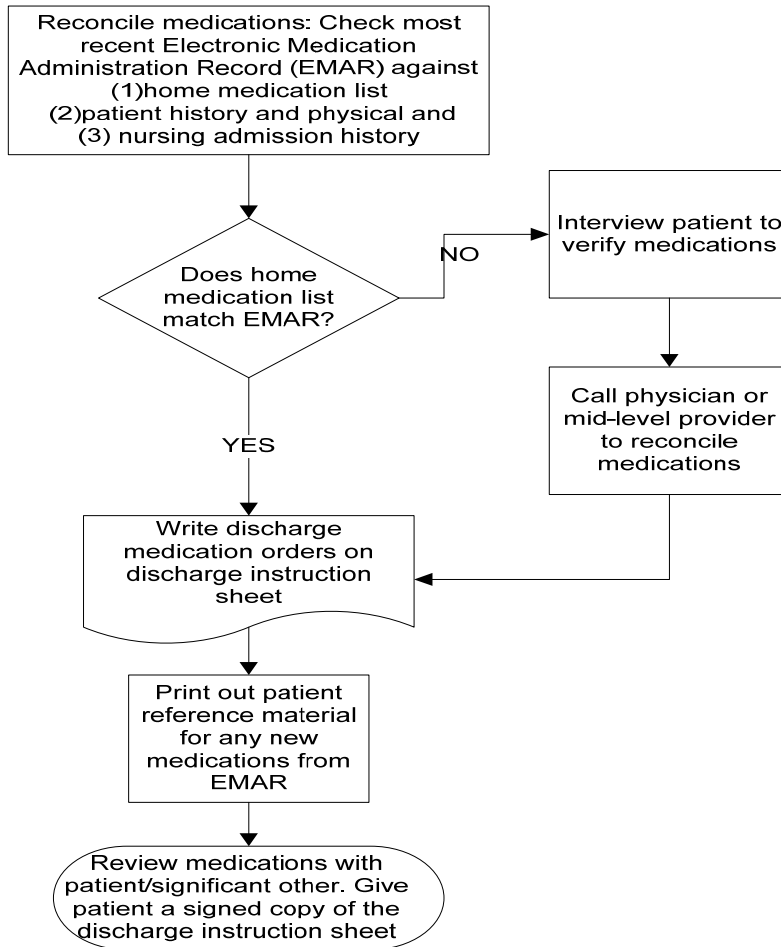 Reconcile medications: Check most
recent Electronic Medication
Administration Record (EMAR) against
(1)home medication list
(2)patient history and physical and
(3) nursing admission history
Does home
medication list
match EMAR?
NO
Interview patient to
verify medications
Call physician or
mid-level provider
to reconcile
medications
YES
Write discharge
medication orders on
discharge instruction
sheet
Print out patient
reference material
for any new
medications from
EMAR
Review medications with
patient/significant other. Give
patient a signed copy of the
discharge instruction sheet